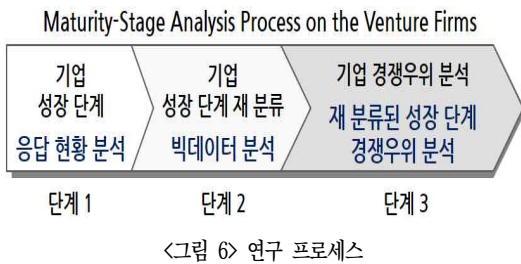 Maturity-Stage Analysis Process on the Venture Firms
기업
성장 단계
응답 현황 분석
기업
성장 단계 재 분류
빅데이터 분석
기업 경쟁우위 분석
재 분류된 성장 단계
경쟁우위 분석
단계 1
단계 2
단계 3
<그림 6> 연구 프로세스